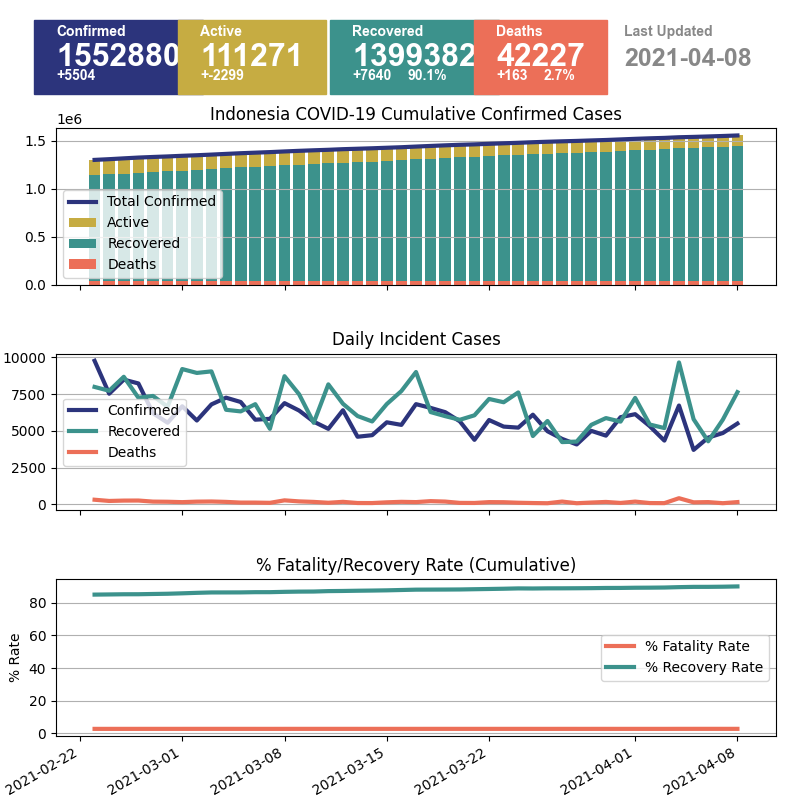 Confirmed
1552880
+5504
Active
111271
+-2299
Recovered
1399382
+7640 90.1%
Deaths
42227
+163 2.7%
Last Updated
2021-04-08
Indonesia COVID-19 Cumulative Confirmed Cases
1e6
1.5
1.0
0.5
0.0
Total Confirmed
Active
Recovered
Deaths
Daily Incident Cases
10000
7500
5000
2500
0
Confirmed
Recovered
Deaths
% Fatality/Recovery Rate (Cumulative)
% Rate
80
60
40
20
0
% Fatality Rate
% Recovery Rate
2021-02-22
2021-03-01
2021-03-08
2021-03-15
2021-03-22
2021-04-01
2021-04-08